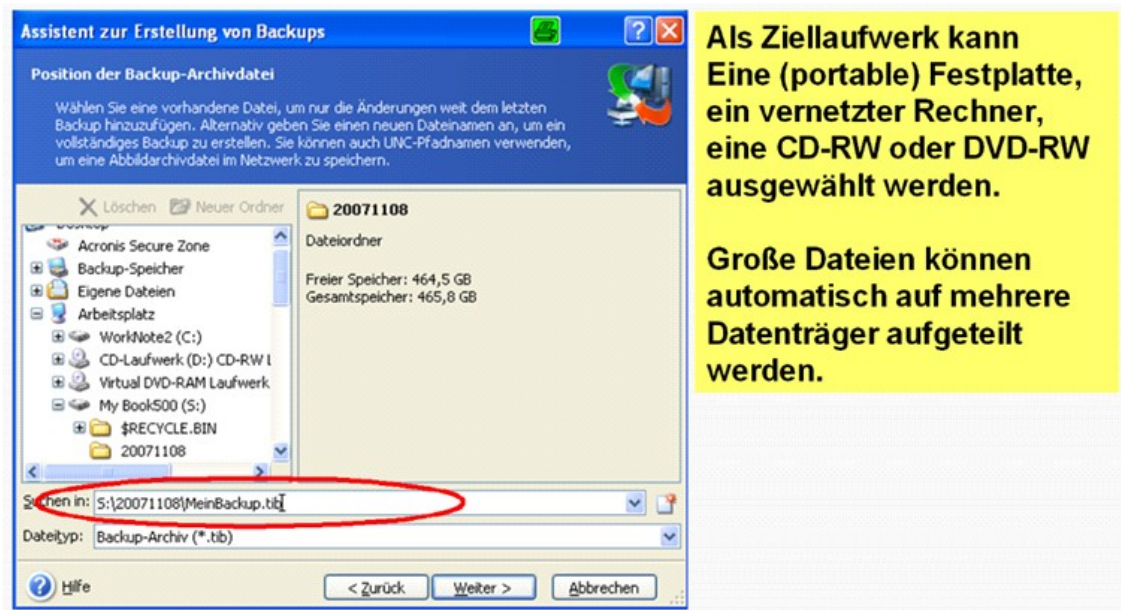 Assistent zur Erstellung von Backups
Position der Backup-Archivdatei
Wählen Sie eine vorhandene Datei, um nur die Änderungen weit dem letzten
Backup hinzuzufügen. Alternativ geben Sie einen neuen Dateinamen an, um ein
vollständiges Backup zu erstellen. Sie können auch UNC-Pfadnamen verwenden,
um eine Abbildarchivdatei im Netzwerk zu speichern.
Löschen Neuer Ordner
Acronis Secure Zone
Backup-Speicher
Eigene Dateien
Arbeitsplatz
WorkNote2 (C:)
CD-Laufwerk (D:) CD-RW L
Virtual DVD-RAM Laufwerk
My Book500 (S:)
$RECYCLE.BIN
20071108
20071108
Dateiordner
Freier Speicher: 464,5 GB
Gesamtspeicher: 465,8 GB
Suchen in: S:\20071108\MeinBackup.tib
Dateityp: Backup-Archiv (*.tib)
Hilfe
< Zurück Weiter > Abbrechen
Als Ziellaufwerk kann
Eine (portable) Festplatte,
ein vernetzter Rechner,
eine CD-RW oder DVD-RW
ausgewählt werden.
Große Dateien können
automatisch auf mehrere
Datenträger aufgeteilt
werden.